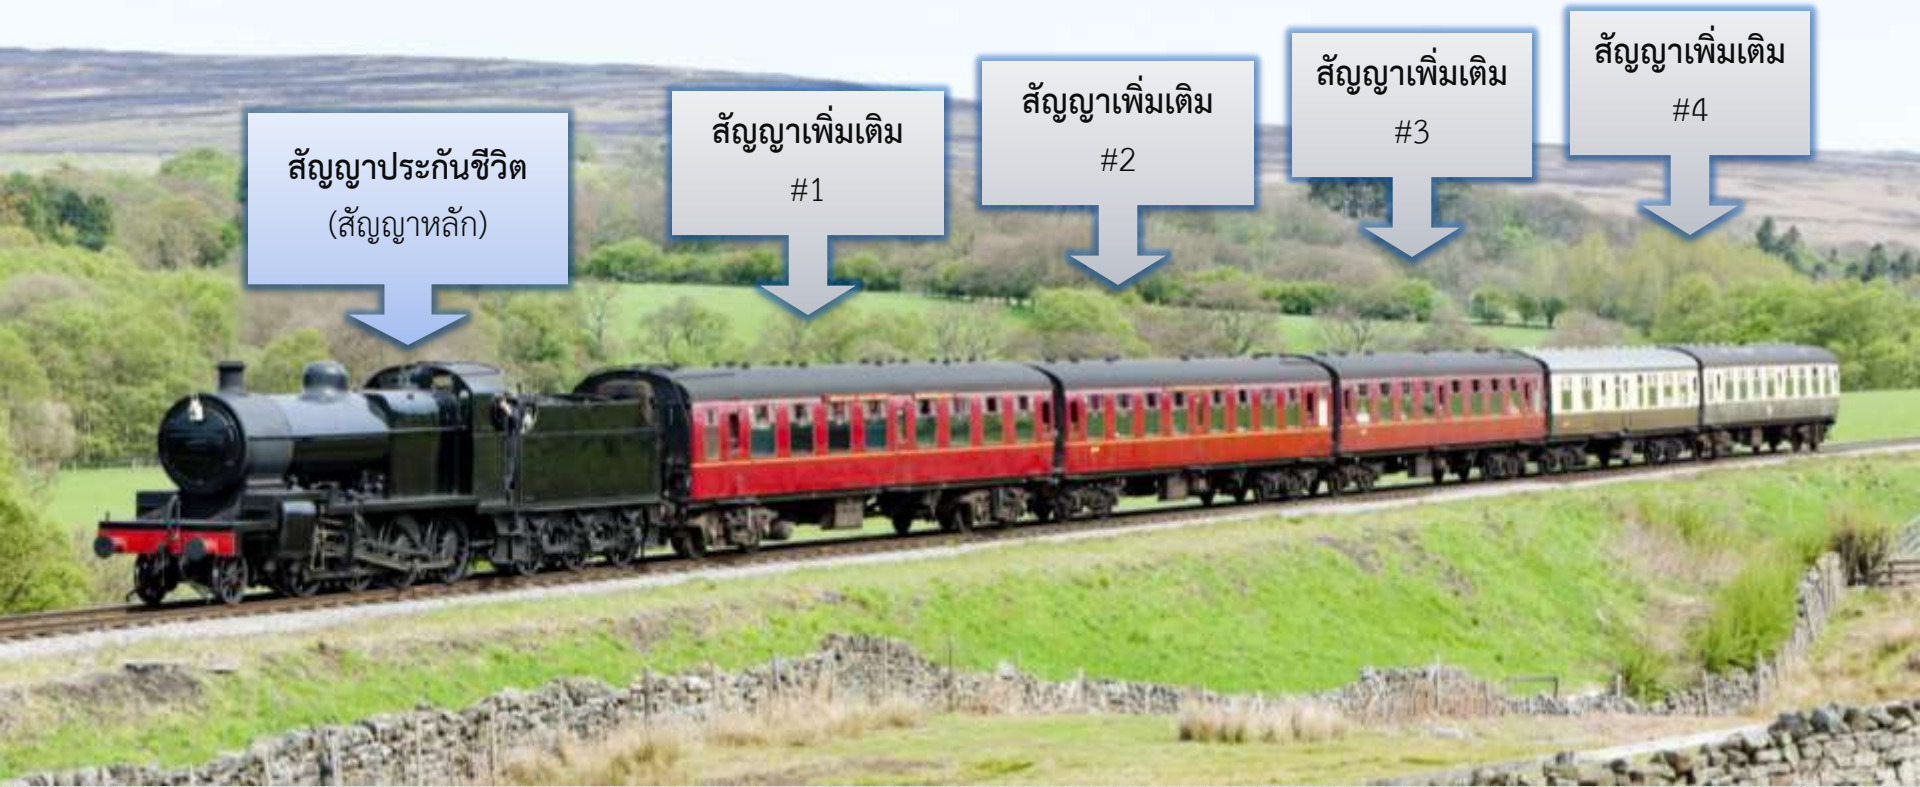 สัญญาประกันชีวิต
(สัญญาหลัก)
สัญญาเพิ่มเติม
#1
สัญญาเพิ่มเติม
#2
สัญญาเพิ่มเติม
#3
สัญญาเพิ่มเติม
#4